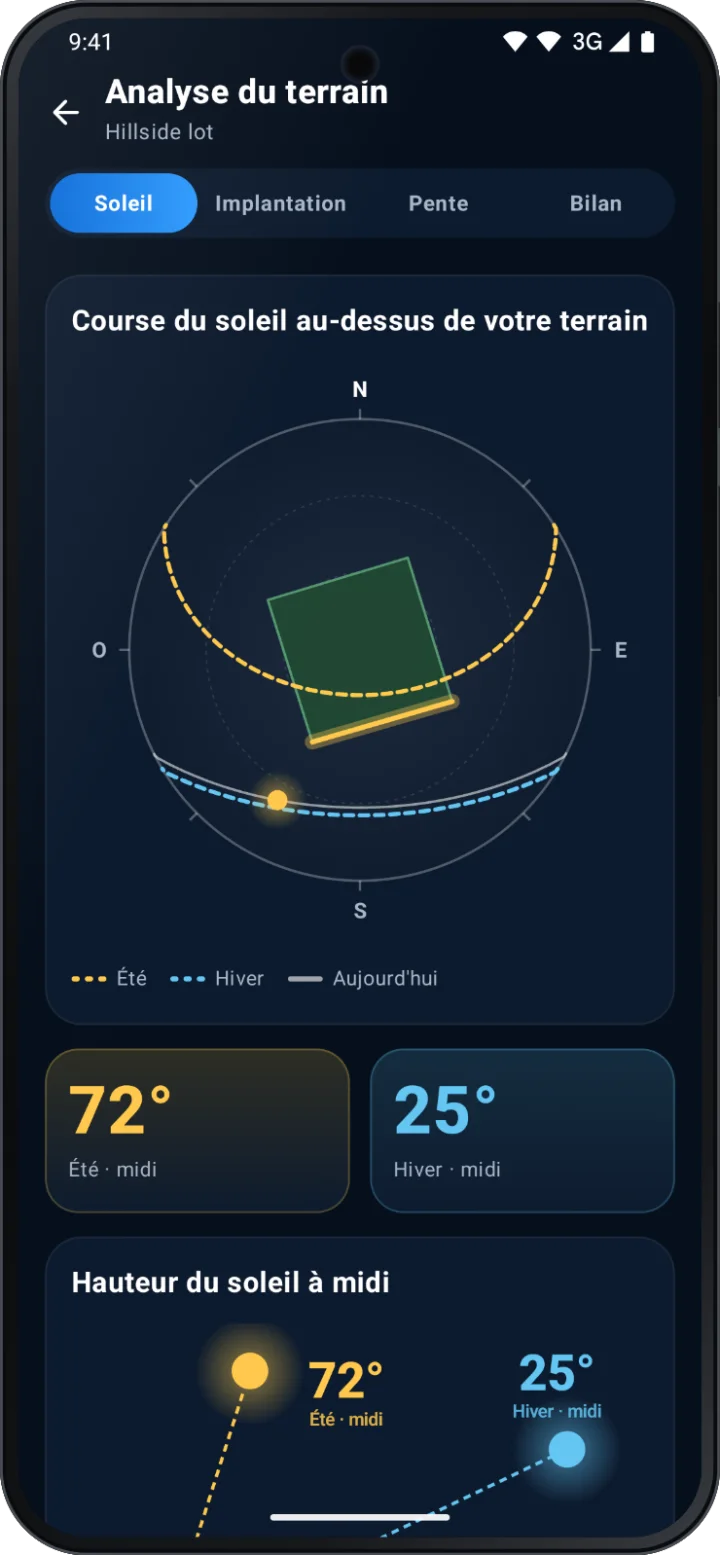 9:41
3G
Analyse du terrain
Hillside lot
Soleil Implantation Pente Bilan
Course du soleil au-dessus de votre terrain
N
O
E
S
Été Hiver Aujourd'hui
72° 25°
Été · midi Hiver · midi
Hauteur du soleil à midi
72° 25°
Été · midi Hiver · midi